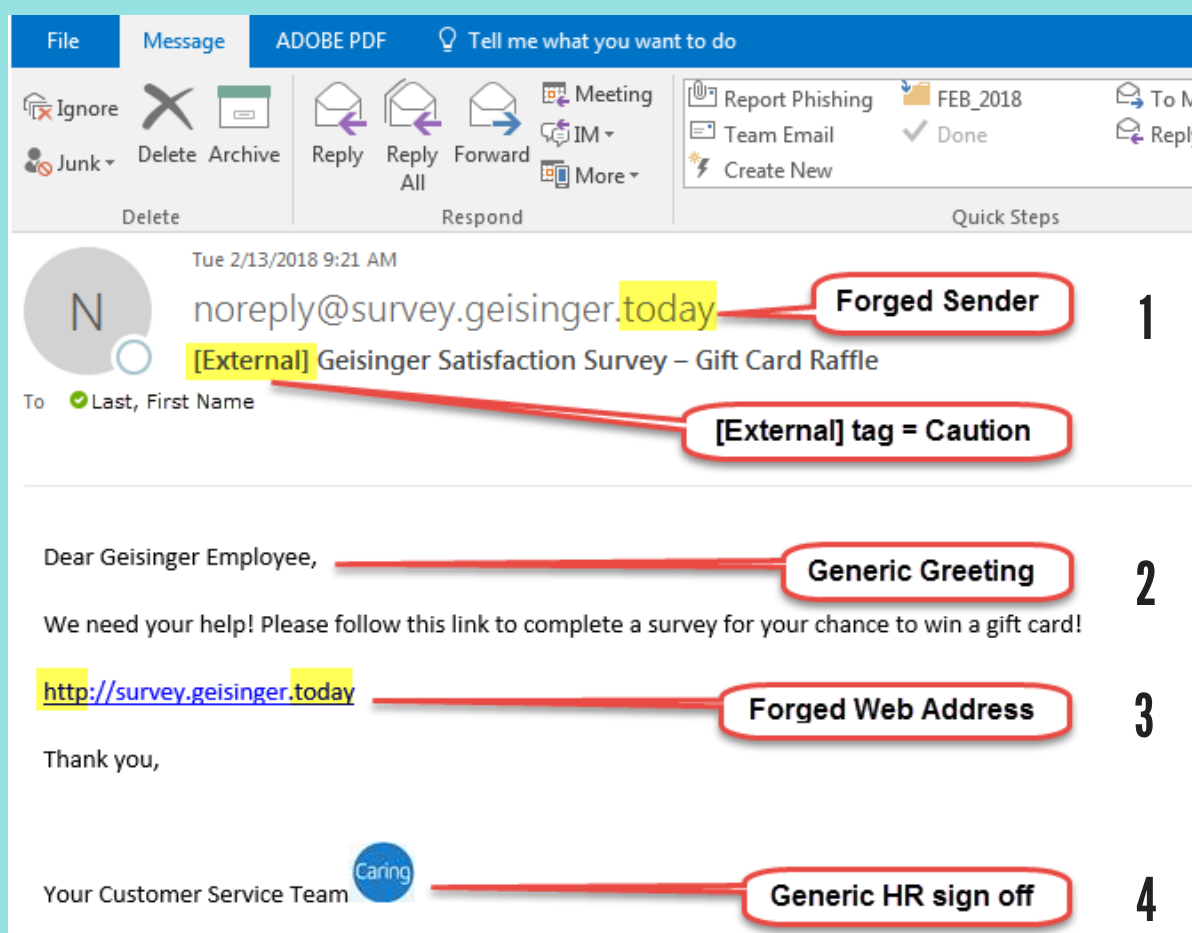 File Message ADOBE PDF Tell me what you want to do
Ignore
Junk
Delete Archive
Reply Reply All Forward
Meeting
IM
More
Report Phishing FEB_2018 To M
Team Email Done Reply
Create New
Delete Respond Quick Steps
Tue 2/13/2018 9:21 AM
N
noreply@survey.geisinger.today Forged Sender 1
[External] Geisinger Satisfaction Survey – Gift Card Raffle
To Last, First Name
[External] tag = Caution
Dear Geisinger Employee, Generic Greeting 2
We need your help! Please follow this link to complete a survey for your chance to win a gift card!
http://survey.geisinger.today Forged Web Address 3
Thank you,
Caring
Your Customer Service Team Generic HR sign off 4